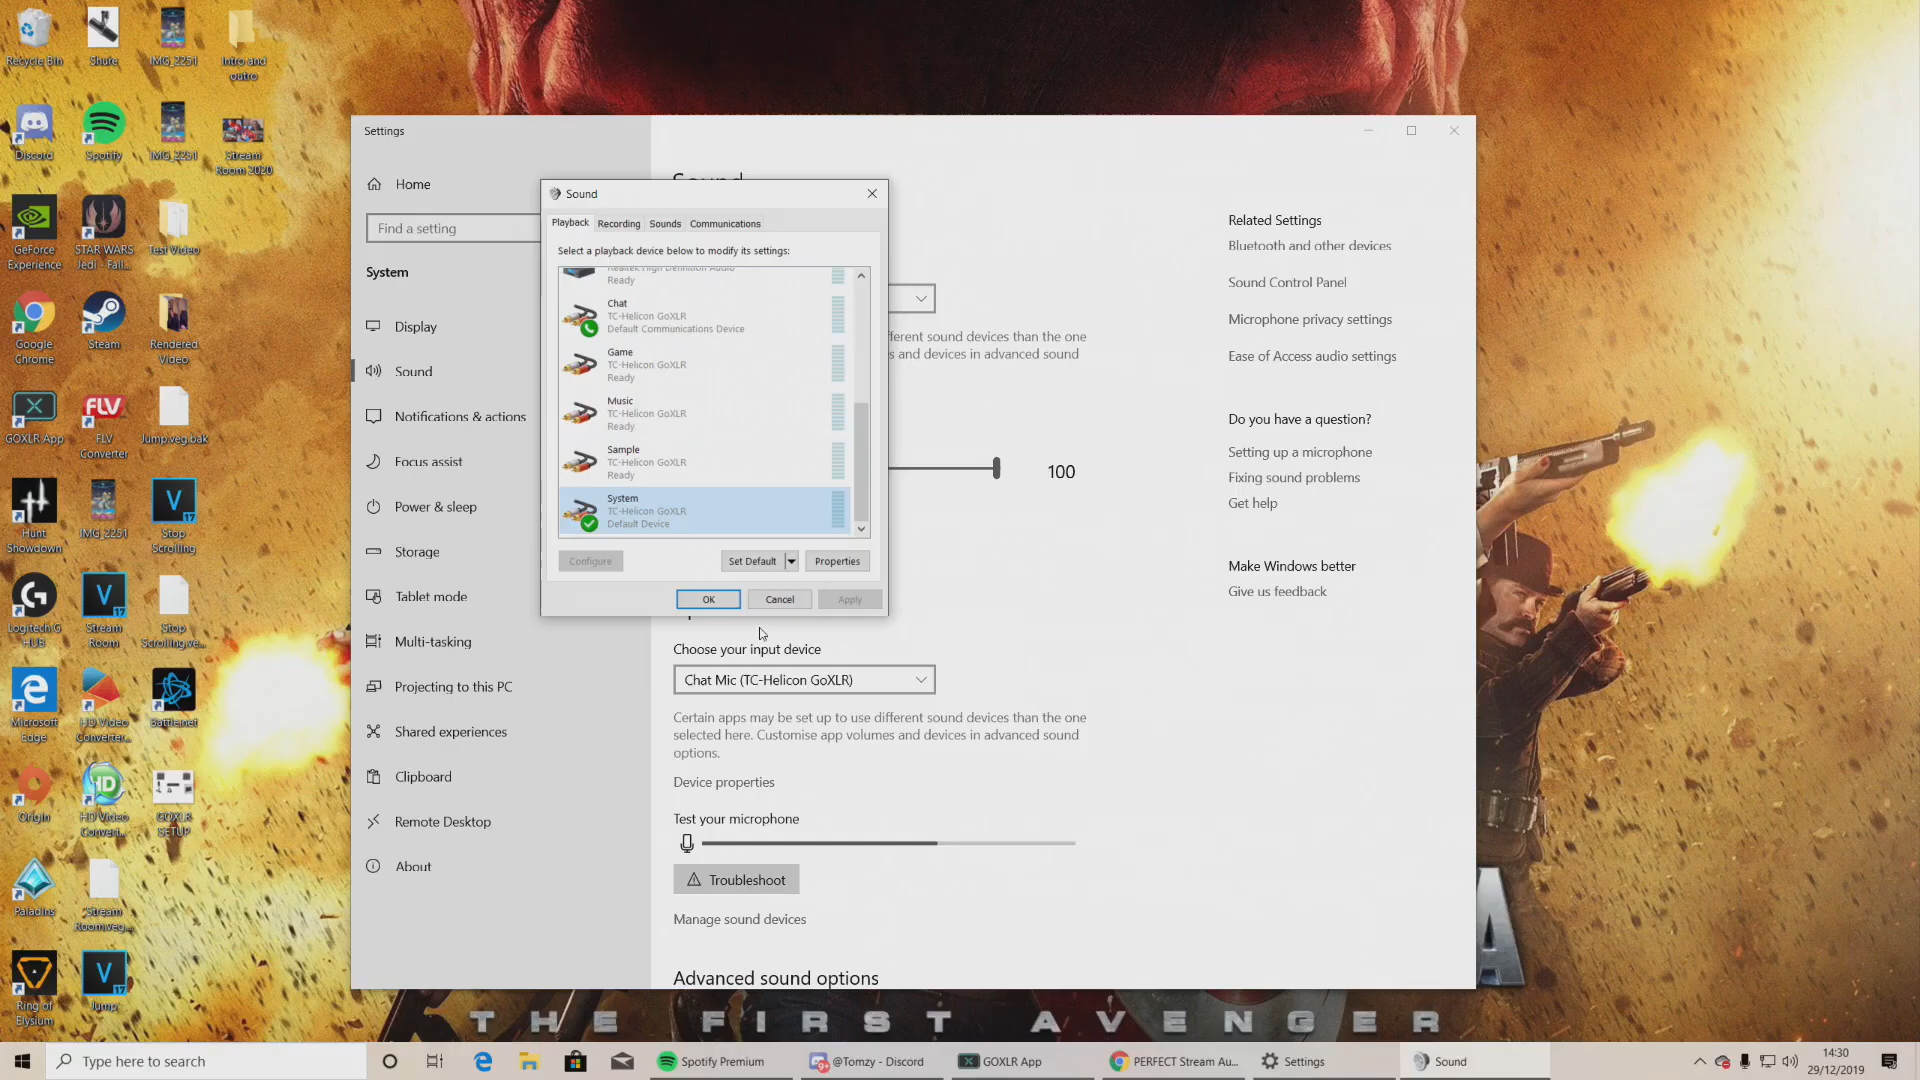 Recycle Bin
Shure
IMG_2251
Intro and
outro
Discord
Spotify
IMG_2251
Stream
Room 2020
GeForce
Experience
STAR WARS
Jedi - Fall...
Test Video
Google
Chrome
Steam
Rendered
Video
GOXLR App
FLV
FLV
Converter
Jump.veg.bak
Hunt
Showdown
IMG_2251
Stop
Scrolling
Logitech G
HUB
Stream
Room
Stop
Scrolling.ve...
Microsoft
Edge
HD Video
Converter...
Battle.net
Origin
HD Video
Converti...
GOXLR
SETUP
Paladins
Stream
Room.veg...
Ring of
Elysium
Jump
Settings
Home
Find a setting
System
Display
Sound
Notifications & actions
Focus assist
Power & sleep
Storage
Tablet mode
Multi-tasking
Projecting to this PC
Shared experiences
Clipboard
Remote Desktop
About
Sound
Sound
Playback
Recording
Sounds
Communications
Select a playback device below to modify its settings:
Realtek High Definition Audio
Ready
Chat
TC-Helicon GoXLR
Default Communications Device
Game
TC-Helicon GoXLR
Ready
Music
TC-Helicon GoXLR
Ready
Sample
TC-Helicon GoXLR
Ready
System
TC-Helicon GoXLR
Default Device
Configure
Set Default
Properties
OK
Cancel
Apply
ferent sound devices than the one
s and devices in advanced sound
100
Choose your input device
Chat Mic (TC-Helicon GoXLR)
Certain apps may be set up to use different sound devices than the one
selected here. Customise app volumes and devices in advanced sound
options.
Device properties
Test your microphone
Troubleshoot
Manage sound devices
Advanced sound options
Related Settings
Bluetooth and other devices
Sound Control Panel
Microphone privacy settings
Ease of Access audio settings
Do you have a question?
Setting up a microphone
Fixing sound problems
Get help
Make Windows better
Give us feedback
THE FIRST AVENGER
Type here to search
Spotify Premium
@Tomzy - Discord
GOXLR App
PERFECT Stream Au...
Settings
Sound
14:30
29/12/2019